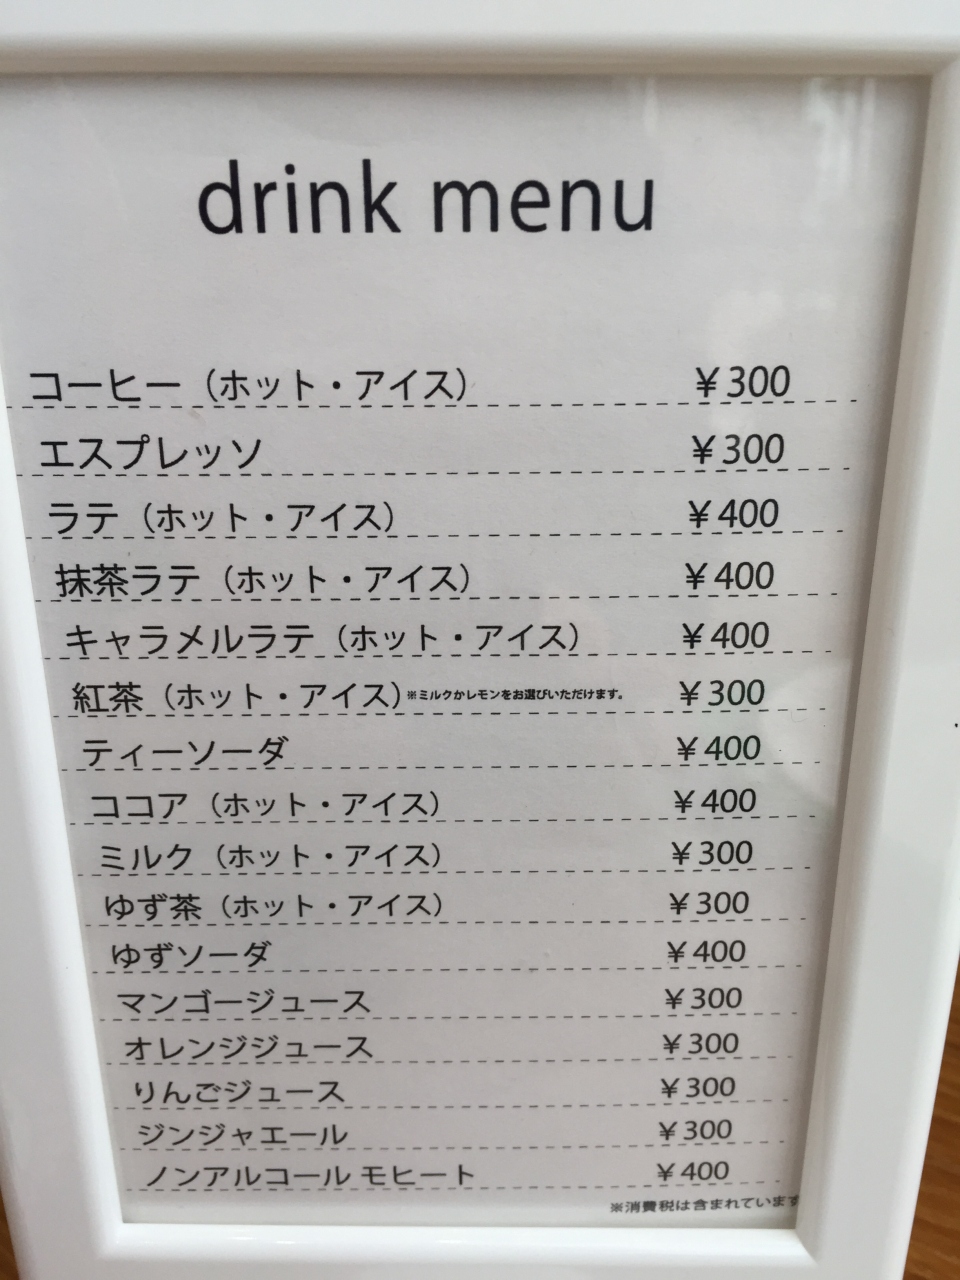 drink menu
コーヒー（ホット・アイス） ￥300
エスプレッソ ￥300
ラテ（ホット・アイス） ￥400
抹茶ラテ（ホット・アイス） ￥400
キャラメルラテ（ホット・アイス） ￥400
紅茶（ホット・アイス）※ミルクかレモンをお選びいただけます。 ￥300
ティーソーダ ￥400
ココア（ホット・アイス） ￥400
ミルク（ホット・アイス） ￥300
ゆず茶（ホット・アイス） ￥300
ゆずソーダ ￥400
マンゴージュース ￥300
オレンジジュース ￥300
りんごジュース ￥300
ジンジャエール ￥300
ノンアルコール モヒート ￥400
※消費税は含まれています